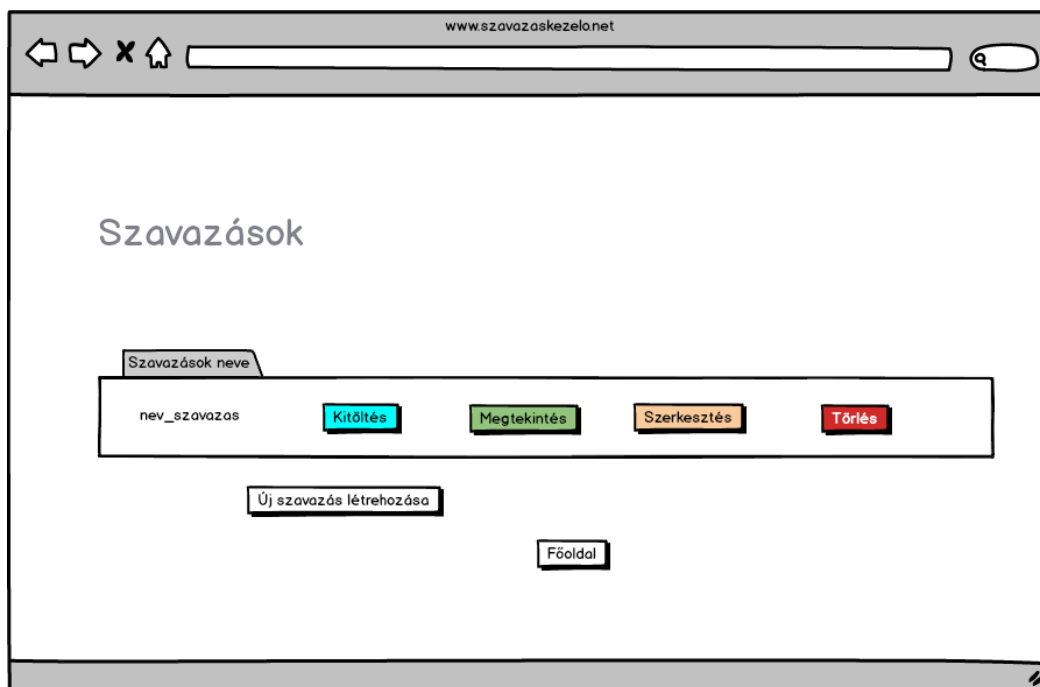 www.szavazaskezelo.net
Szavazások
Szavazások neve
nev_szavazas Kitöltés Megtekintés Szerkesztés Törlés
Új szavazás létrehozása
Főoldal